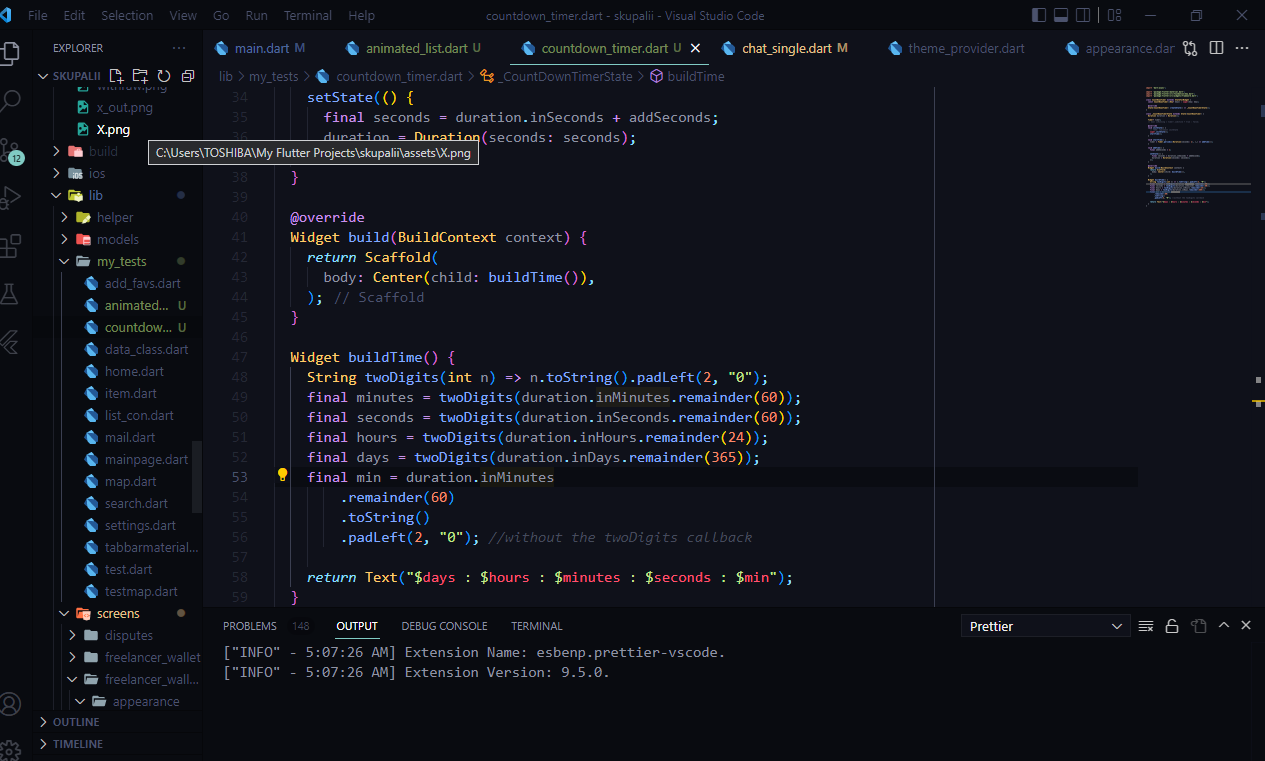 File Edit Selection View Go Run Terminal Help countdown_timer.dart - skupalii - Visual Studio Code
EXPLORER ···
main.dart M animated_list.dart U countdown_timer.dart U chat_single.dart M theme_provider.dart appearance.dar
SKUPALII
lib > my_tests > countdown_timer.dart > _CountDownTimerState > buildTime
withdraw.png
x_out.png
X.png
C:\Users\TOSHIBA\My Flutter Projects\skupalii\assets\X.png
build
ios
lib
helper
models
my_tests
add_favs.dart
animated... U
countdow... U
data_class.dart
home.dart
item.dart
list_con.dart
mail.dart
mainpage.dart
map.dart
search.dart
settings.dart
tabbarmaterial...
test.dart
testmap.dart
screens
disputes
freelancer_wallet
freelancer_wall...
appearance
OUTLINE
TIMELINE
12
34 setState(() {
35 final seconds = duration.inSeconds + addSeconds;
36 duration = Duration(seconds: seconds);
38 }
39
40 @override
41 Widget build(BuildContext context) {
42 return Scaffold(
43 body: Center(child: buildTime()),
44 ); // Scaffold
45 }
46
47 Widget buildTime() {
48 String twoDigits(int n) => n.toString().padLeft(2, "0");
49 final minutes = twoDigits(duration.inMinutes.remainder(60));
50 final seconds = twoDigits(duration.inSeconds.remainder(60));
51 final hours = twoDigits(duration.inHours.remainder(24));
52 final days = twoDigits(duration.inDays.remainder(365));
53 final min = duration.inMinutes
54 .remainder(60)
55 .toString()
56 .padLeft(2, "0"); //without the twoDigits callback
57
58 return Text("$days : $hours : $minutes : $seconds : $min");
59 }
PROBLEMS 148 OUTPUT DEBUG CONSOLE TERMINAL Prettier
["INFO" - 5:07:26 AM] Extension Name: esbenp.prettier-vscode.
["INFO" - 5:07:26 AM] Extension Version: 9.5.0.